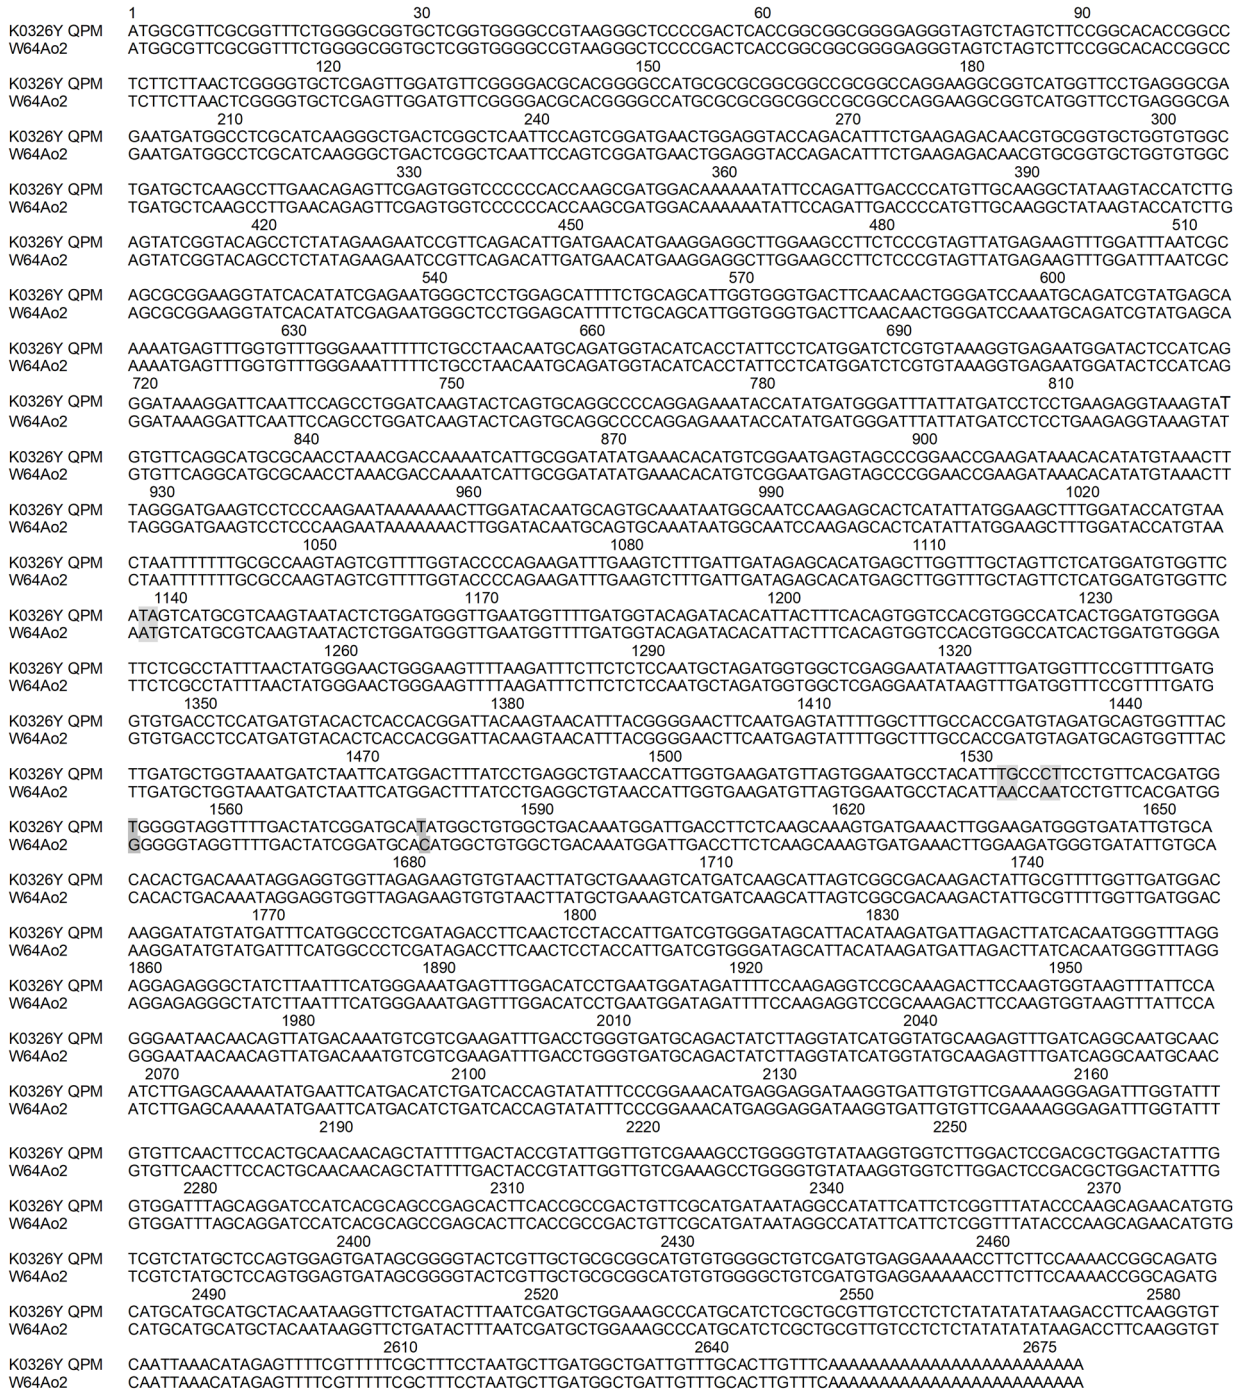 1 30 60 90
K0326Y QPM ATGGCGTTCGCGGTTTCTGGGGCGGTGCTCGGTGGGGCCGTAAGGGCTCCCCGACTCACCGGCGGCGGGGAGGGTAGTCTAGTCTTCCGGCACACCGGCC
W64Ao2 ATGGCGTTCGCGGTTTCTGGGGCGGTGCTCGGTGGGGCCGTAAGGGCTCCCCGACTCACCGGCGGCGGGGAGGGTAGTCTAGTCTTCCGGCACACCGGCC
120 150 180
K0326Y QPM TCTTCTTAACTCGGGGTGCTCGAGTTGGATGTTCGGGGACGCACGGGGCCATGCGCGCGGCGGCCGCGGCCAGGAAGGCGGTCATGGTTCCTGAGGGCGA
W64Ao2 TCTTCTTAACTCGGGGTGCTCGAGTTGGATGTTCGGGGACGCACGGGGCCATGCGCGCGGCGGCCGCGGCCAGGAAGGCGGTCATGGTTCCTGAGGGCGA
210 240 270 300
K0326Y QPM GAATGATGGCCTCGCATCAAGGGCTGACTCGGCTCAATTCCAGTCGGATGAACTGGAGGTACCAGACATTTCTGAAGAGACAACGTGCGGTGCTGGTGTGGC
W64Ao2 GAATGATGGCCTCGCATCAAGGGCTGACTCGGCTCAATTCCAGTCGGATGAACTGGAGGTACCAGACATTTCTGAAGAGACAACGTGCGGTGCTGGTGTGGC
330 360 390
K0326Y QPM TGATGCTCAAGCCTTGAACAGAGTTCGAGTGGTCCCCCCACCAAGCGATGGACAAAAAATATTCCAGATTGACCCCATGTTGCAAGGCTATAAGTACCATCTTG
W64Ao2 TGATGCTCAAGCCTTGAACAGAGTTCGAGTGGTCCCCCCACCAAGCGATGGACAAAAAATATTCCAGATTGACCCCATGTTGCAAGGCTATAAGTACCATCTTG
420 450 480 510
K0326Y QPM AGTATCGGTACAGCCTCTATAGAAGAATCCGTTCAGACATTGATGAACATGAAGGAGGCTTGGAAGCCTTCTCCCGTAGTTATGAGAAGTTTGGATTTAATCGC
W64Ao2 AGTATCGGTACAGCCTCTATAGAAGAATCCGTTCAGACATTGATGAACATGAAGGAGGCTTGGAAGCCTTCTCCCGTAGTTATGAGAAGTTTGGATTTAATCGC
540 570 600
K0326Y QPM AGCGCGGAAGGTATCACATATCGAGAATGGGCTCCTGGAGCATTTTCTGCAGCATTGGTGGGTGACTTCAACAACTGGGATCCAAATGCAGATCGTATGAGCA
W64Ao2 AGCGCGGAAGGTATCACATATCGAGAATGGGCTCCTGGAGCATTTTCTGCAGCATTGGTGGGTGACTTCAACAACTGGGATCCAAATGCAGATCGTATGAGCA
630 660 690
K0326Y QPM AAAATGAGTTTGGTGTTTGGGAAATTTTTCTGCCTAACAATGCAGATGGTACATCACCTATTCCTCATGGATCTCGTGTAAAGGTGAGAATGGATACTCCATCAG
W64Ao2 AAAATGAGTTTGGTGTTTGGGAAATTTTTCTGCCTAACAATGCAGATGGTACATCACCTATTCCTCATGGATCTCGTGTAAAGGTGAGAATGGATACTCCATCAG
720 750 780 810
K0326Y QPM GGATAAAGGATTCAATTCCAGCCTGGATCAAGTACTCAGTGCAGGCCCCAGGAGAAATACCATATGATGGGATTTATTATGATCCTCCTGAAGAGGTAAAGTAT
W64Ao2 GGATAAAGGATTCAATTCCAGCCTGGATCAAGTACTCAGTGCAGGCCCCAGGAGAAATACCATATGATGGGATTTATTATGATCCTCCTGAAGAGGTAAAGTAT
840 870 900
K0326Y QPM GTGTTCAGGCATGCGCAACCTAAACGACCAAAATCATTGCGGATATATGAAACACATGTCGGAATGAGTAGCCCGGAACCGAAGATAAACACATATGTAAACTT
W64Ao2 GTGTTCAGGCATGCGCAACCTAAACGACCAAAATCATTGCGGATATATGAAACACATGTCGGAATGAGTAGCCCGGAACCGAAGATAAACACATATGTAAACTT
930 960 990 1020
K0326Y QPM TAGGGATGAAGTCCTCCCAAGAATAAAAAAACTTGGATACAATGCAGTGCAAATAATGGCAATCCAAGAGCACTCATATTATGGAAGCTTTGGATACCATGTAA
W64Ao2 TAGGGATGAAGTCCTCCCAAGAATAAAAAAACTTGGATACAATGCAGTGCAAATAATGGCAATCCAAGAGCACTCATATTATGGAAGCTTTGGATACCATGTAA
1050 1080 1110
K0326Y QPM CTAATTTTTTTGCGCCAAGTAGTCGTTTTGGTACCCCAGAAGATTTGAAGTCTTTGATTGATAGAGCACATGAGCTTGGTTTGCTAGTTCTCATGGATGTGGTTC
W64Ao2 CTAATTTTTTTGCGCCAAGTAGTCGTTTTGGTACCCCAGAAGATTTGAAGTCTTTGATTGATAGAGCACATGAGCTTGGTTTGCTAGTTCTCATGGATGTGGTTC
1140 1170 1200 1230
K0326Y QPM ATAGTCATGCGTCAAGTAATACTCTGGATGGGTTGAATGGTTTTGATGGTACAGATACACATTACTTTCACAGTGGTCCACGTGGCCATCACTGGATGTGGGA
W64Ao2 AATGTCATGCGTCAAGTAATACTCTGGATGGGTTGAATGGTTTTGATGGTACAGATACACATTACTTTCACAGTGGTCCACGTGGCCATCACTGGATGTGGGA
1260 1290 1320
K0326Y QPM TTCTCGCCTATTTAACTATGGGAACTGGGAAGTTTTAAGATTTCTTCTCTCCAATGCTAGATGGTGGCTCGAGGAATATAAGTTTGATGGTTTCCGTTTTGATG
W64Ao2 TTCTCGCCTATTTAACTATGGGAACTGGGAAGTTTTAAGATTTCTTCTCTCCAATGCTAGATGGTGGCTCGAGGAATATAAGTTTGATGGTTTCCGTTTTGATG
1350 1380 1410 1440
K0326Y QPM GTGTGACCTCCATGATGTACACTCACCACGGATTACAAGTAACATTTACGGGGAACTTCAATGAGTATTTTGGCTTTGCCACCGATGTAGATGCAGTGGTTTAC
W64Ao2 GTGTGACCTCCATGATGTACACTCACCACGGATTACAAGTAACATTTACGGGGAACTTCAATGAGTATTTTGGCTTTGCCACCGATGTAGATGCAGTGGTTTAC
1470 1500 1530
K0326Y QPM TTGATGCTGGTAAATGATCTAATTCATGGACTTTATCCTGAGGCTGTAACCATTGGTGAAGATGTTAGTGGAATGCCTACATTTGCCCTTCCTGTTCACGATGG
W64Ao2 TTGATGCTGGTAAATGATCTAATTCATGGACTTTATCCTGAGGCTGTAACCATTGGTGAAGATGTTAGTGGAATGCCTACATTAACCAATCCTGTTCACGATGG
1560 1590 1620 1650
K0326Y QPM TGGGGTAGGTTTTGACTATCGGATGCATATGGCTGTGGCTGACAAATGGATTGACCTTCTCAAGCAAAGTGATGAAACTTGGAAGATGGGTGATATTGTGCA
W64Ao2 GGGGGTAGGTTTTGACTATCGGATGCACATGGCTGTGGCTGACAAATGGATTGACCTTCTCAAGCAAAGTGATGAAACTTGGAAGATGGGTGATATTGTGCA
1680 1710 1740
K0326Y QPM CACACTGACAAATAGGAGGTGGTTAGAGAAGTGTGTAACTTATGCTGAAAGTCATGATCAAGCATTAGTCGGCGACAAGACTATTGCGTTTTGGTTGATGGAC
W64Ao2 CACACTGACAAATAGGAGGTGGTTAGAGAAGTGTGTAACTTATGCTGAAAGTCATGATCAAGCATTAGTCGGCGACAAGACTATTGCGTTTTGGTTGATGGAC
1770 1800 1830
K0326Y QPM AAGGATATGTATGATTTCATGGCCCTCGATAGACCTTCAACTCCTACCATTGATCGTGGGATAGCATTACATAAGATGATTAGACTTATCACAATGGGTTTAGG
W64Ao2 AAGGATATGTATGATTTCATGGCCCTCGATAGACCTTCAACTCCTACCATTGATCGTGGGATAGCATTACATAAGATGATTAGACTTATCACAATGGGTTTAGG
1860 1890 1920 1950
K0326Y QPM AGGAGAGGGCTATCTTAATTTCATGGGAAATGAGTTTGGACATCCTGAATGGATAGATTTTCCAAGAGGTCCGCAAAGACTTCCAAGTGGTAAGTTTATTCCA
W64Ao2 AGGAGAGGGCTATCTTAATTTCATGGGAAATGAGTTTGGACATCCTGAATGGATAGATTTTCCAAGAGGTCCGCAAAGACTTCCAAGTGGTAAGTTTATTCCA
1980 2010 2040
K0326Y QPM GGGAATAACAACAGTTATGACAAATGTCGTCGAAGATTTGACCTGGGTGATGCAGACTATCTTAGGTATCATGGTATGCAAGAGTTTGATCAGGCAATGCAAC
W64Ao2 GGGAATAACAACAGTTATGACAAATGTCGTCGAAGATTTGACCTGGGTGATGCAGACTATCTTAGGTATCATGGTATGCAAGAGTTTGATCAGGCAATGCAAC
2070 2100 2130 2160
K0326Y QPM ATCTTGAGCAAAAATATGAATTCATGACATCTGATCACCAGTATATTTCCCGGAAACATGAGGAGGATAAGGTGATTGTGTTCGAAAAGGGAGATTTGGTATTT
W64Ao2 ATCTTGAGCAAAAATATGAATTCATGACATCTGATCACCAGTATATTTCCCGGAAACATGAGGAGGATAAGGTGATTGTGTTCGAAAAGGGAGATTTGGTATTT
2190 2220 2250
K0326Y QPM GTGTTCAACTTCCACTGCAACAACAGCTATTTTGACTACCGTATTGGTTGTCGAAAGCCTGGGGTGTATAAGGTGGTCTTGGACTCCGACGCTGGACTATTTG
W64Ao2 GTGTTCAACTTCCACTGCAACAACAGCTATTTTGACTACCGTATTGGTTGTCGAAAGCCTGGGGTGTATAAGGTGGTCTTGGACTCCGACGCTGGACTATTTG
2280 2310 2340 2370
K0326Y QPM GTGGATTTAGCAGGATCCATCACGCAGCCGAGCACTTCACCGCCGACTGTTCGCATGATAATAGGCCATATTCATTCTCGGTTTATACCCAAGCAGAACATGTG
W64Ao2 GTGGATTTAGCAGGATCCATCACGCAGCCGAGCACTTCACCGCCGACTGTTCGCATGATAATAGGCCATATTCATTCTCGGTTTATACCCAAGCAGAACATGTG
2400 2430 2460
K0326Y QPM TCGTCTATGCTCCAGTGGAGTGATAGCGGGGTACTCGTTGCTGCGCGGCATGTGTGGGGCTGTCGATGTGAGGAAAAACCTTCTTCCAAAACCGGCAGATG
W64Ao2 TCGTCTATGCTCCAGTGGAGTGATAGCGGGGTACTCGTTGCTGCGCGGCATGTGTGGGGCTGTCGATGTGAGGAAAAACCTTCTTCCAAAACCGGCAGATG
2490 2520 2550 2580
K0326Y QPM CATGCATGCATGCTACAATAAGGTTCTGATACTTTAATCGATGCTGGAAAGCCCATGCATCTCGCTGCGTTGTCCTCTCTATATATATAAGACCTTCAAGGTGT
W64Ao2 CATGCATGCATGCTACAATAAGGTTCTGATACTTTAATCGATGCTGGAAAGCCCATGCATCTCGCTGCGTTGTCCTCTCTATATATATAAGACCTTCAAGGTGT
2610 2640 2675
K0326Y QPM CAATTAAACATAGAGTTTTCGTTTTTCGCTTTCCTAATGCTTGATGGCTGATTGTTTGCACTTGTTTCAAAAAAAAAAAAAAAAAAAAAAAAA
W64Ao2 CAATTAAACATAGAGTTTTCGTTTTTCGCTTTCCTAATGCTTGATGGCTGATTGTTTGCACTTGTTTCAAAAAAAAAAAAAAAAAAAAAAAAA